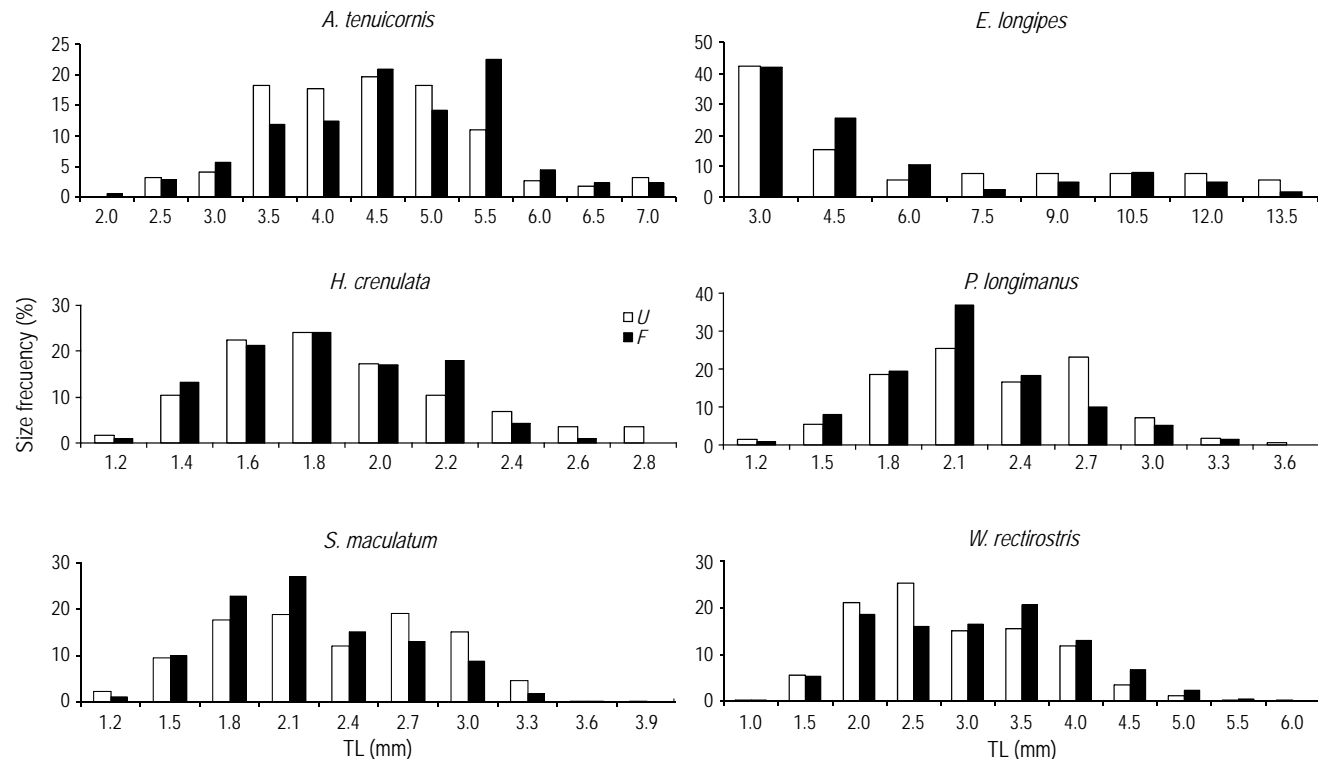 A. tenuicornis
25
20
15
10
5
0
2.0 2.5 3.0 3.5 4.0 4.5 5.0 5.5 6.0 6.5 7.0
E. longipes
50
40
30
20
10
0
3.0 4.5 6.0 7.5 9.0 10.5 12.0 13.5
Size frecuency (%)
H. crenulata
30
20
10
0
U
F
1.2 1.4 1.6 1.8 2.0 2.2 2.4 2.6 2.8
P. longimanus
40
30
20
10
0
1.2 1.5 1.8 2.1 2.4 2.7 3.0 3.3 3.6
S. maculatum
30
20
10
0
1.2 1.5 1.8 2.1 2.4 2.7 3.0 3.3 3.6 3.9
TL (mm)
W. rectirostris
30
20
10
0
1.0 1.5 2.0 2.5 3.0 3.5 4.0 4.5 5.0 5.5 6.0
TL (mm)